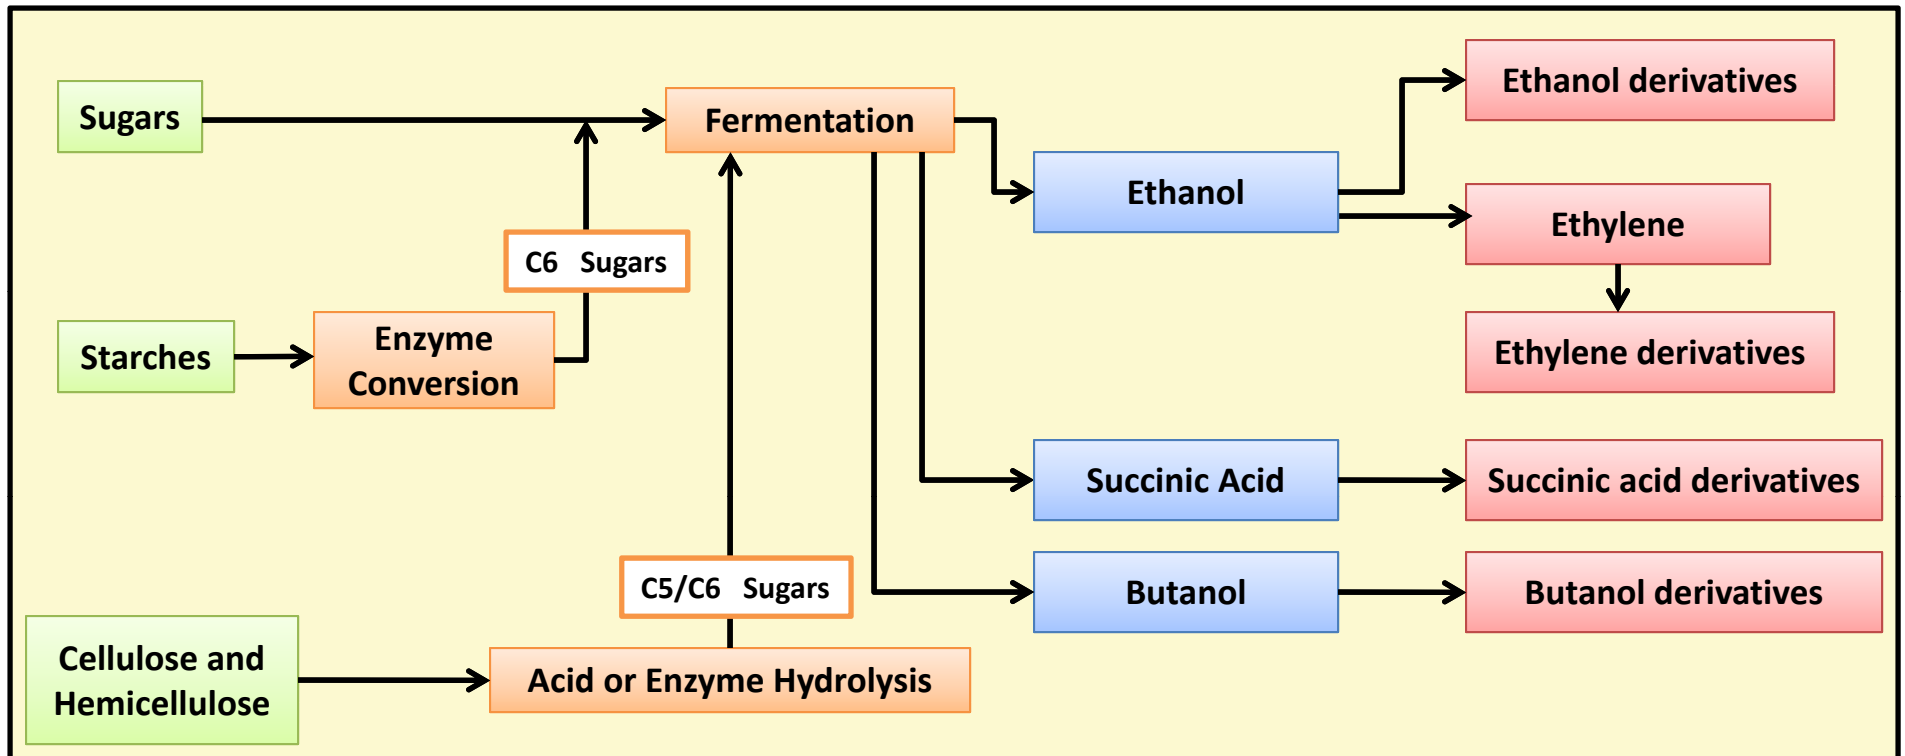 Sugars
Fermentation
Ethanol derivatives
Ethanol
Ethylene
C6 Sugars
Starches
Enzyme
Conversion
Ethylene derivatives
Succinic Acid
Succinic acid derivatives
C5/C6 Sugars
Butanol
Butanol derivatives
Cellulose and
Hemicellulose
Acid or Enzyme Hydrolysis